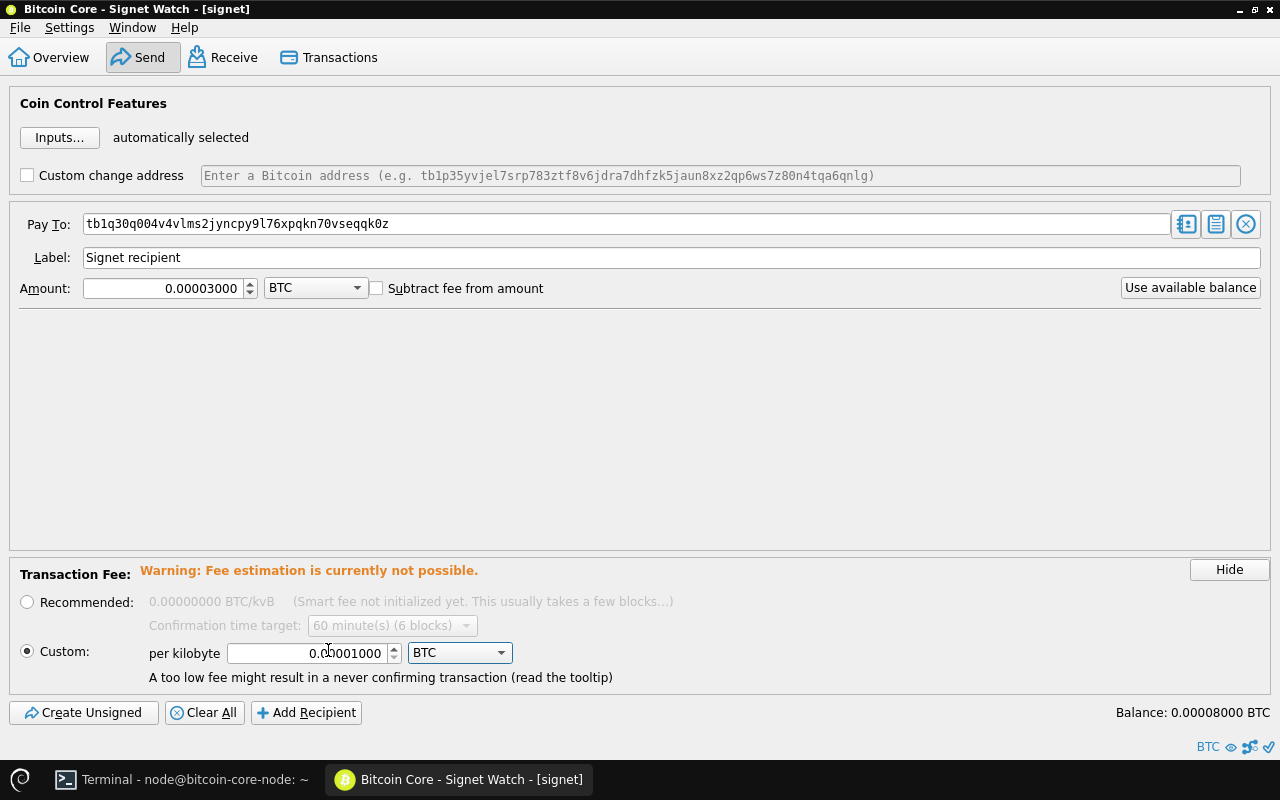 Bitcoin Core - Signet Watch - [signet]
File Settings Window Help
Overview Send Receive Transactions
Coin Control Features
Inputs... automatically selected
Custom change address Enter a Bitcoin address (e.g. tb1p35yvjel7srp783ztf8v6jdra7dhfzk5jaun8xz2qp6ws7z80n4tqa6qnlg)
Pay To: tb1q30q004v4vlms2jyncpy9l76xpqkn70vseqqk0z
Label: Signet recipient
Amount: 0.00003000 BTC Subtract fee from amount Use available balance
Transaction Fee: Warning: Fee estimation is currently not possible. Hide
Recommended: 0.00000000 BTC/kvB (Smart fee not initialized yet. This usually takes a few blocks...)
Confirmation time target: 60 minute(s) (6 blocks)
Custom: per kilobyte 0.00001000 BTC
A too low fee might result in a never confirming transaction (read the tooltip)
Create Unsigned Clear All Add Recipient Balance: 0.00008000 BTC
BTC
Terminal - node@bitcoin-core-node: ~ Bitcoin Core - Signet Watch - [signet]